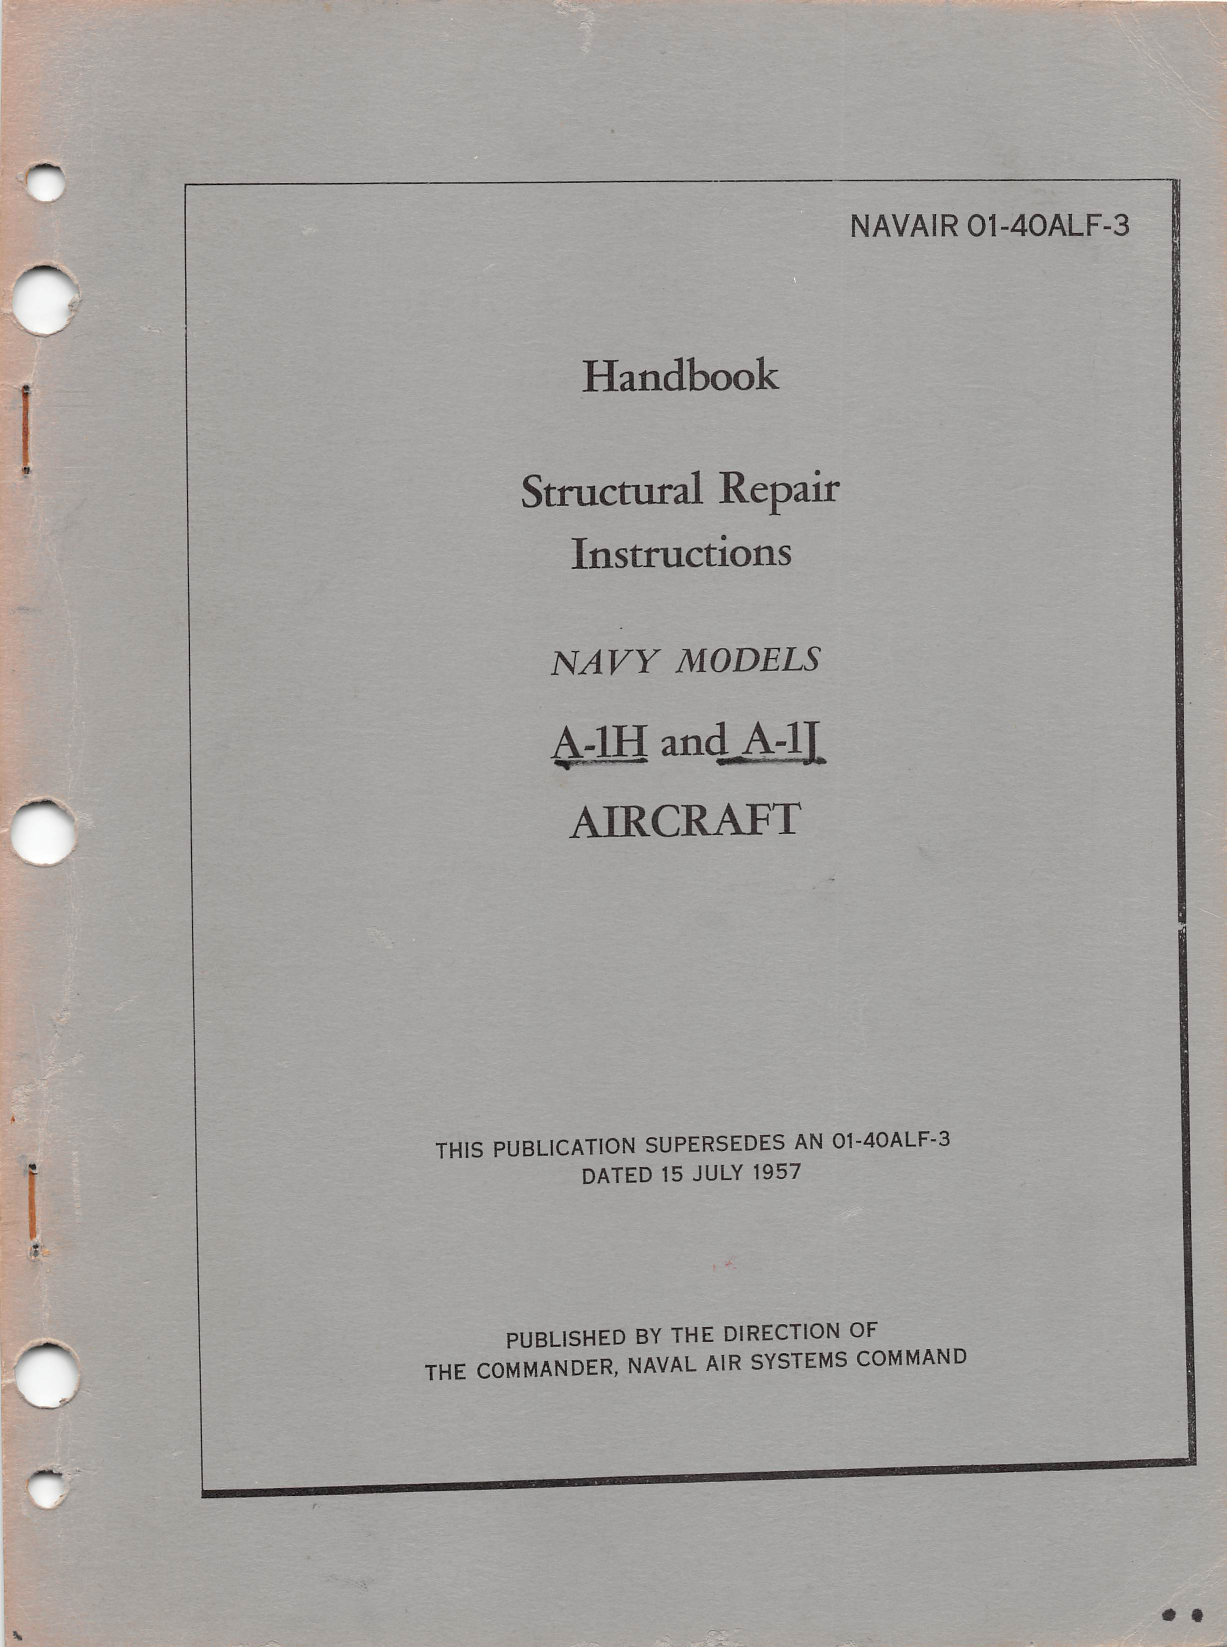 NAVAIR 01-40ALF-3
Handbook
Structural Repair
Instructions
NAVY MODELS
A-1H and A-1J
AIRCRAFT
THIS PUBLICATION SUPERSEDES AN 01-40ALF-3
DATED 15 JULY 1957
PUBLISHED BY THE DIRECTION OF
THE COMMANDER, NAVAL AIR SYSTEMS COMMAND